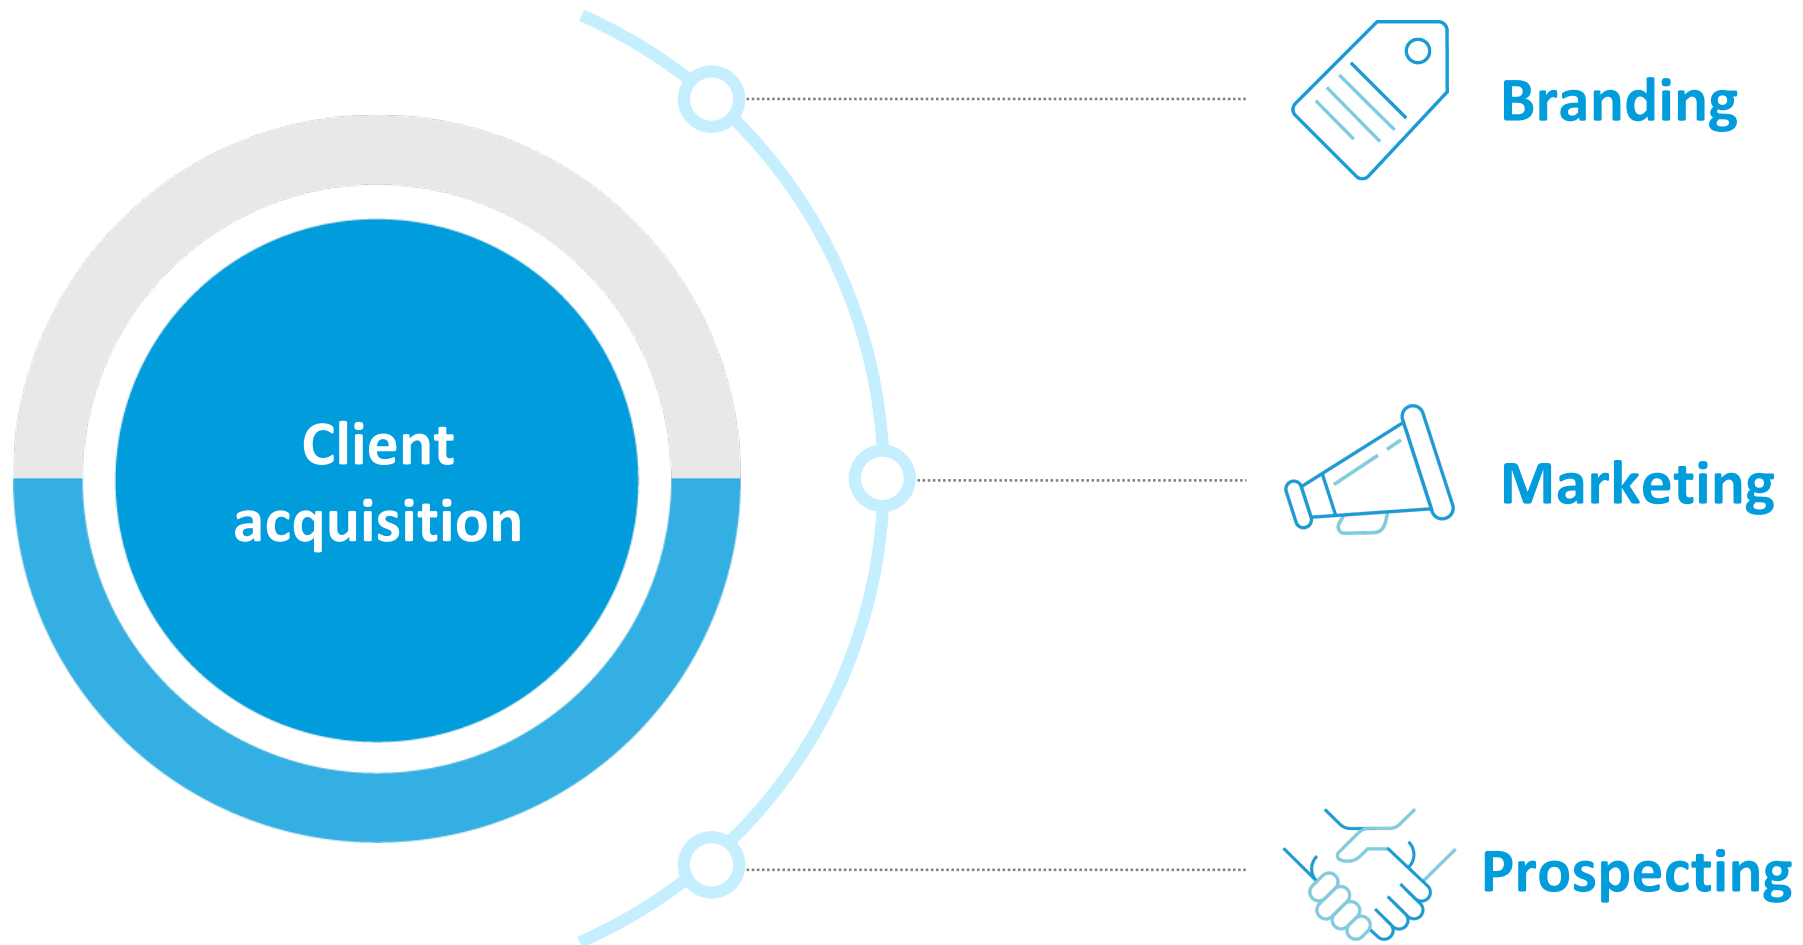 Branding
Client
acquisition
Marketing
Prospecting